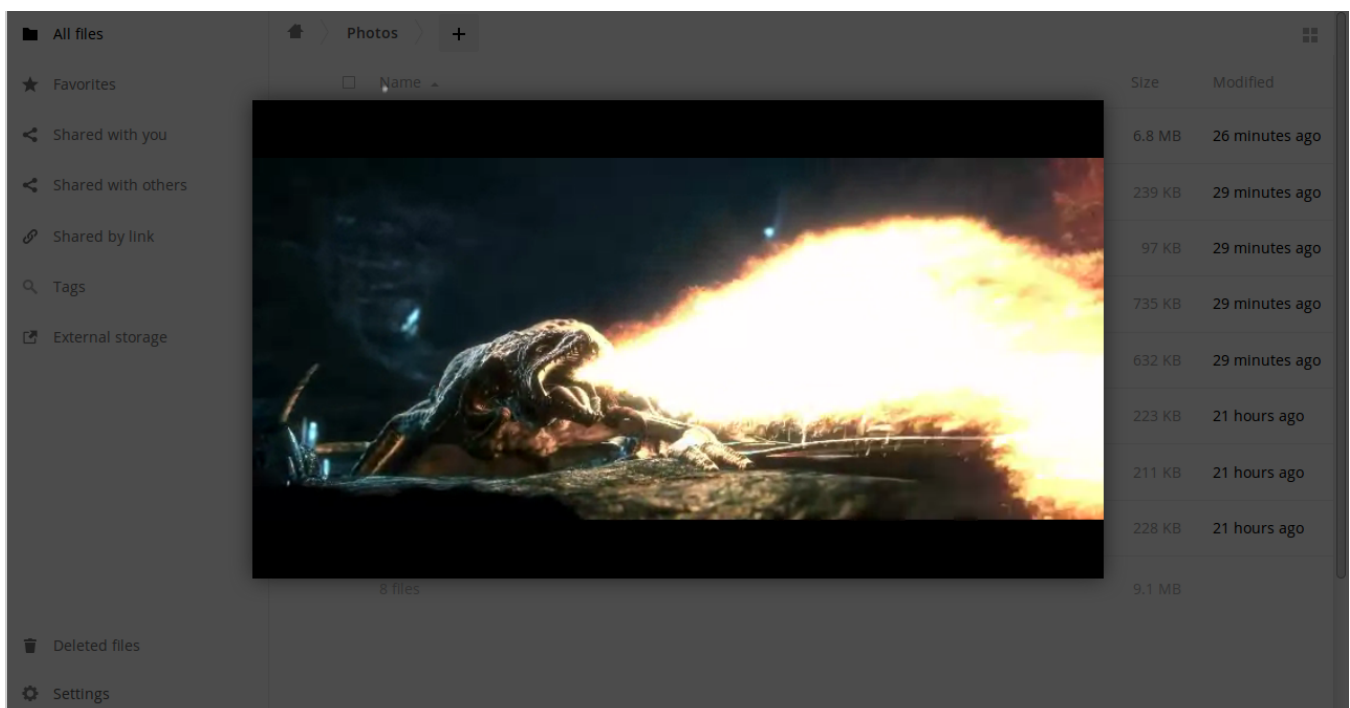 All files
Photos +
Favorites
Name Size Modified
Shared with you 6.8 MB 26 minutes ago
Shared with others 239 KB 29 minutes ago
Shared by link 97 KB 29 minutes ago
Tags 735 KB 29 minutes ago
External storage 632 KB 29 minutes ago
223 KB 21 hours ago
211 KB 21 hours ago
228 KB 21 hours ago
8 files 9.1 MB
Deleted files
Settings